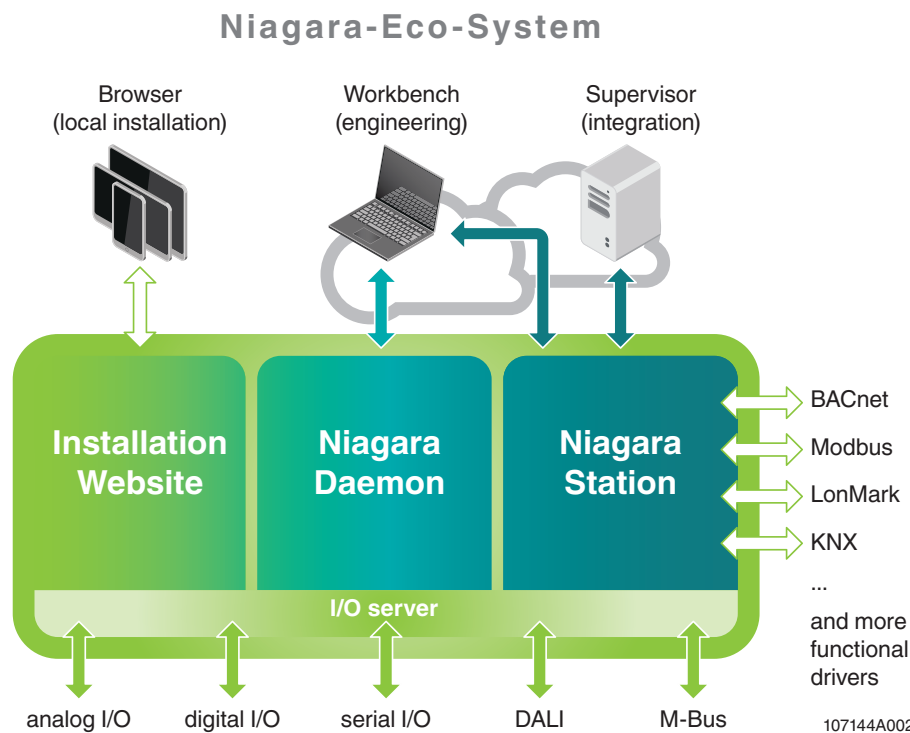 Niagara-Eco-System
Browser
(local installation)
Workbench
(engineering)
Supervisor
(integration)
Installation
Website
Niagara
Daemon
Niagara
Station
BACnet
Modbus
LonMark
KNX
...
and more
functional
drivers
I/O server
analog I/O
digital I/O
serial I/O
DALI
M-Bus
107144A002